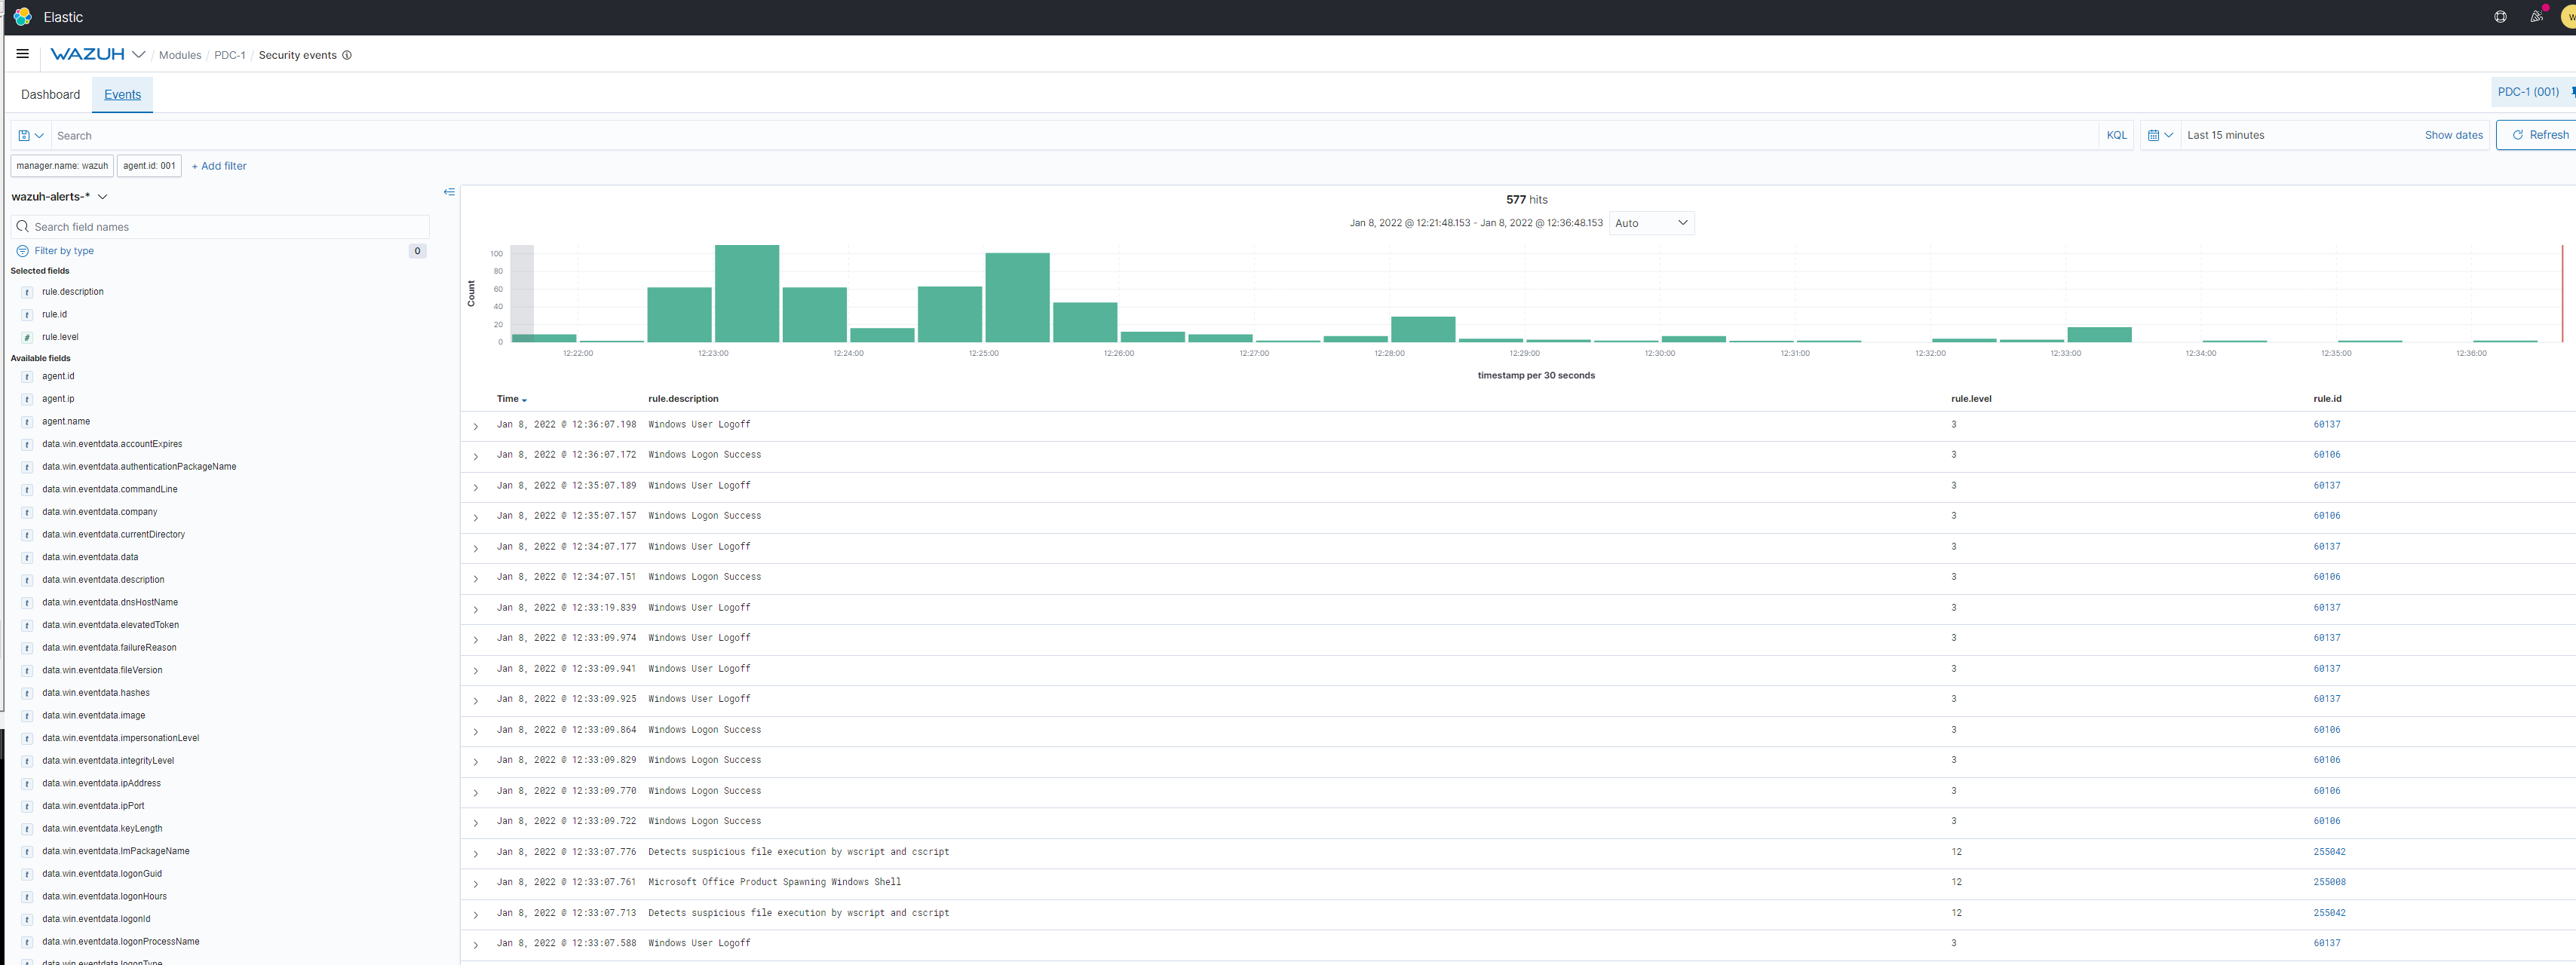 Elastic
WAZUH / Modules / PDC-1 / Security events
Dashboard Events PDC-1 (001)
Search KQL Last 15 minutes Show dates Refresh
manager.name: wazuh agent.id: 001 + Add filter
wazuh-alerts-*
577 hits
Search field names
Jan 8, 2022 @ 12:21:48.153 - Jan 8, 2022 @ 12:36:48.153 Auto
Filter by type 0
Selected fields
t rule.description
t rule.id
# rule.level
Available fields
t agent.id
t agent.ip
t agent.name
t data.win.eventdata.accountExpires
t data.win.eventdata.authenticationPackageName
t data.win.eventdata.commandLine
t data.win.eventdata.company
t data.win.eventdata.currentDirectory
t data.win.eventdata.data
t data.win.eventdata.description
t data.win.eventdata.dnsHostName
t data.win.eventdata.elevatedToken
t data.win.eventdata.failureReason
t data.win.eventdata.fileVersion
t data.win.eventdata.hashes
t data.win.eventdata.image
t data.win.eventdata.impersonationLevel
t data.win.eventdata.integrityLevel
t data.win.eventdata.ipAddress
t data.win.eventdata.ipPort
t data.win.eventdata.keyLength
t data.win.eventdata.lmPackageName
t data.win.eventdata.logonGuid
t data.win.eventdata.logonHours
t data.win.eventdata.logonId
t data.win.eventdata.logonProcessName
data.win.eventdata.logonType
Count
100
80
60
40
20
0
12:22:00 12:23:00 12:24:00 12:25:00 12:26:00 12:27:00 12:28:00 12:29:00 12:30:00 12:31:00 12:32:00 12:33:00 12:34:00 12:35:00 12:36:00
timestamp per 30 seconds
Time rule.description rule.level rule.id
Jan 8, 2022 @ 12:36:07.198 Windows User Logoff 3 60137
Jan 8, 2022 @ 12:36:07.172 Windows Logon Success 3 60106
Jan 8, 2022 @ 12:35:07.189 Windows User Logoff 3 60137
Jan 8, 2022 @ 12:35:07.157 Windows Logon Success 3 60106
Jan 8, 2022 @ 12:34:07.177 Windows User Logoff 3 60137
Jan 8, 2022 @ 12:34:07.151 Windows Logon Success 3 60106
Jan 8, 2022 @ 12:33:19.839 Windows User Logoff 3 60137
Jan 8, 2022 @ 12:33:09.974 Windows User Logoff 3 60137
Jan 8, 2022 @ 12:33:09.941 Windows User Logoff 3 60137
Jan 8, 2022 @ 12:33:09.925 Windows User Logoff 3 60137
Jan 8, 2022 @ 12:33:09.864 Windows Logon Success 3 60106
Jan 8, 2022 @ 12:33:09.829 Windows Logon Success 3 60106
Jan 8, 2022 @ 12:33:09.770 Windows Logon Success 3 60106
Jan 8, 2022 @ 12:33:09.722 Windows Logon Success 3 60106
Jan 8, 2022 @ 12:33:07.776 Detects suspicious file execution by wscript and cscript 12 255042
Jan 8, 2022 @ 12:33:07.761 Microsoft Office Product Spawning Windows Shell 12 255008
Jan 8, 2022 @ 12:33:07.713 Detects suspicious file execution by wscript and cscript 12 255042
Jan 8, 2022 @ 12:33:07.588 Windows User Logoff 3 60137